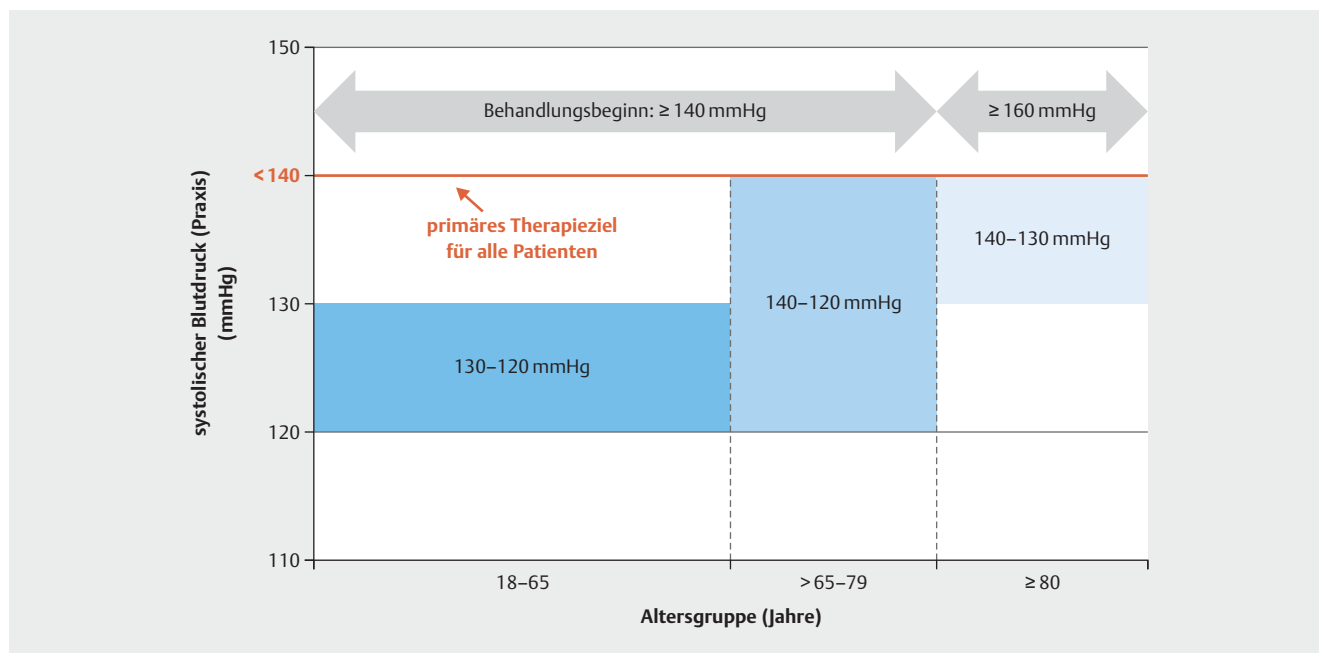 150
Behandlungsbeginn: ≥ 140 mmHg
≥ 160 mmHg
< 140
primäres Therapieziel
für alle Patienten
140–130 mmHg
systolischer Blutdruck (Praxis)
(mmHg)
130
140–120 mmHg
130–120 mmHg
120
110
18–65
> 65–79
≥ 80
Altersgruppe (Jahre)